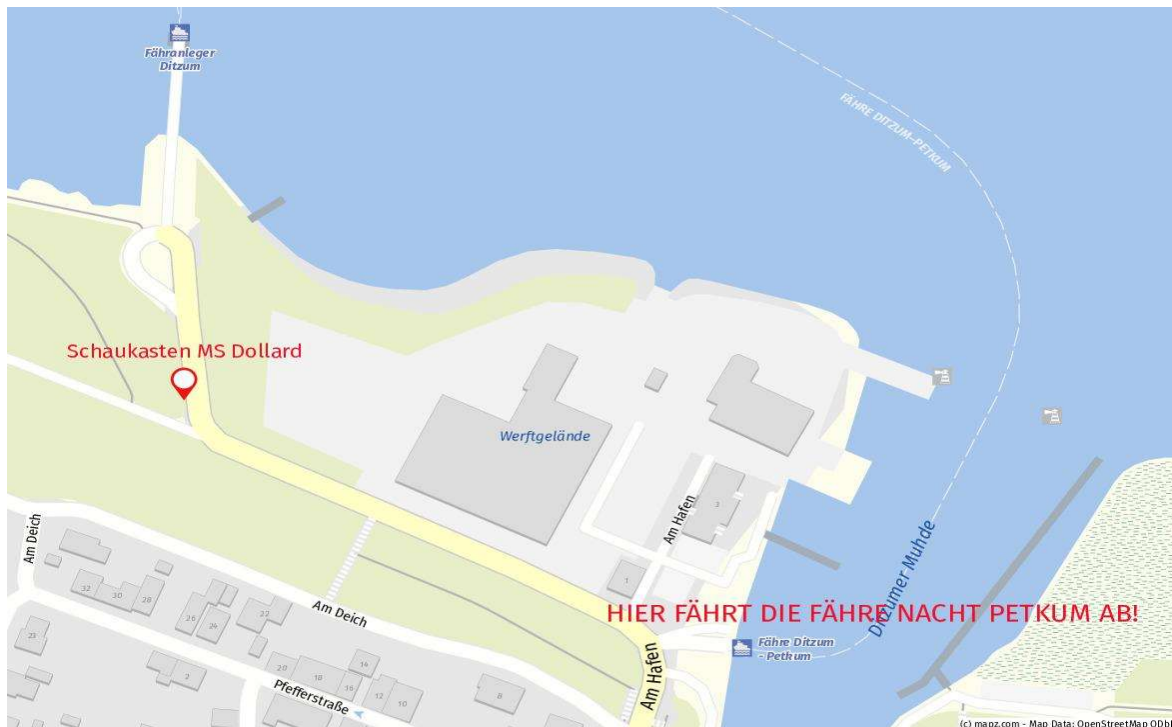 Fähranleger
Ditzum
FÄHRE DITZUM-PETKUM
Schaukasten MS Dollard
Werftgelände
3
Am Hafen
Am Deich
1
Ditzumer Muhde
32
30
28
26
24
22
Am Deich
HIER FÄHRT DIE FÄHRE NACHT PETKUM AB!
23
Fähre Ditzum
- Petkum
14
20
18
16
12
10
2
8
Am Hafen
Pfefferstraße
(c) mapz.com - Map Data: OpenStreetMap ODbL